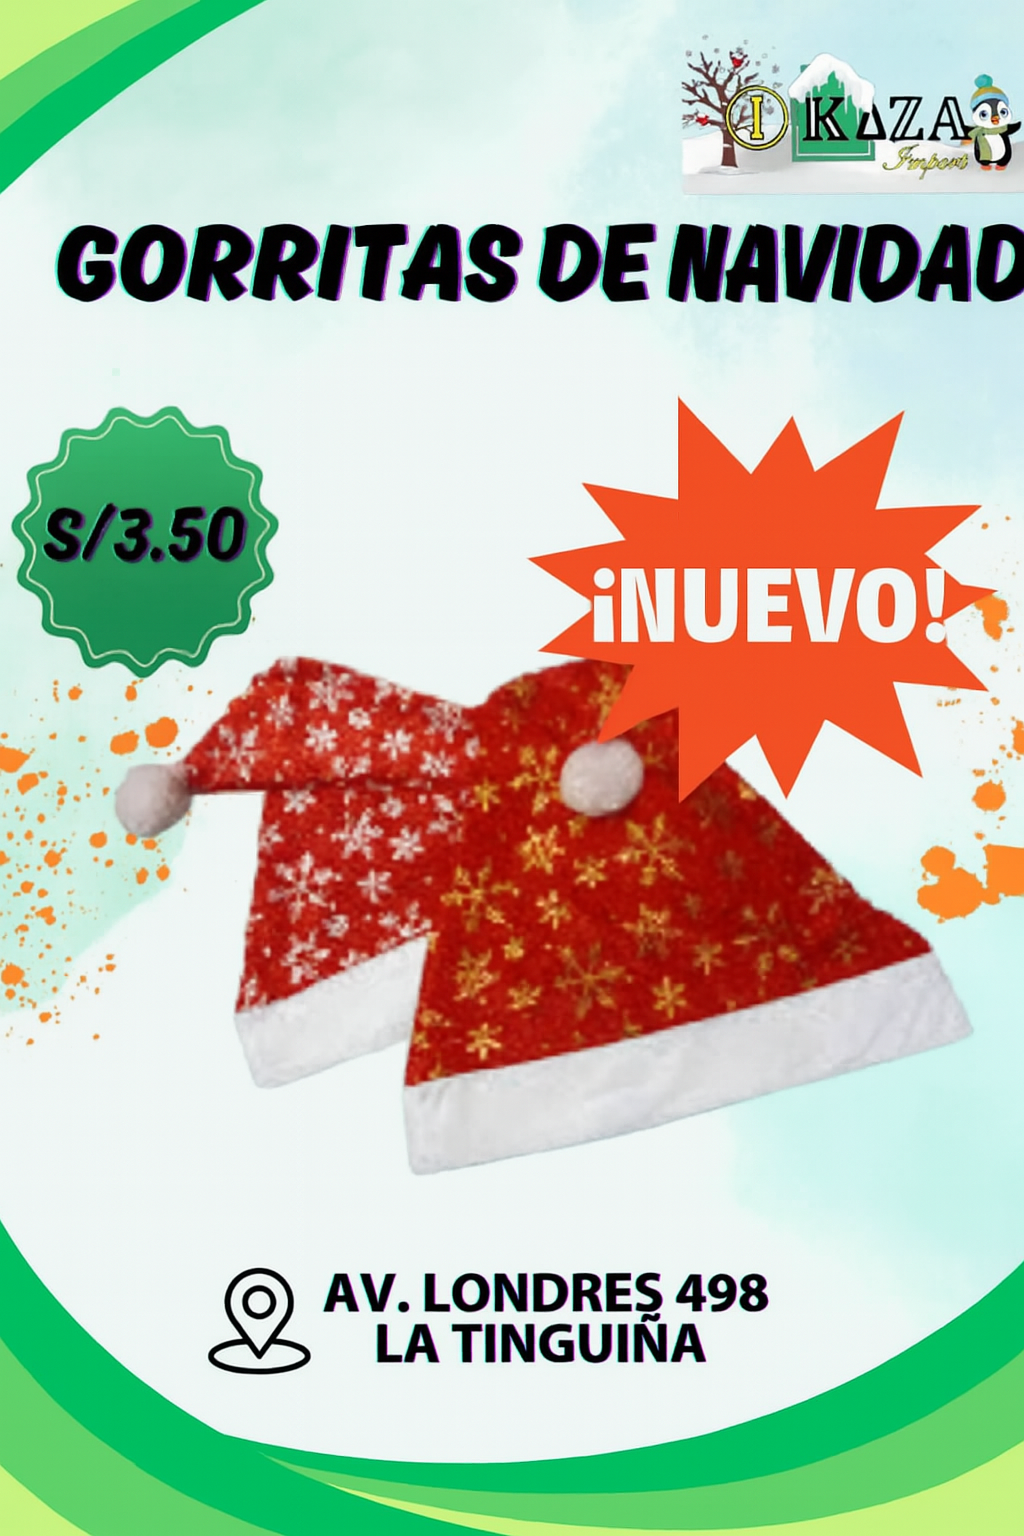 I KAZA
Import
GORRITAS DE NAVIDAD
S/3.50
¡NUEVO!
AV. LONDRES 498
LA TINGUIÑA